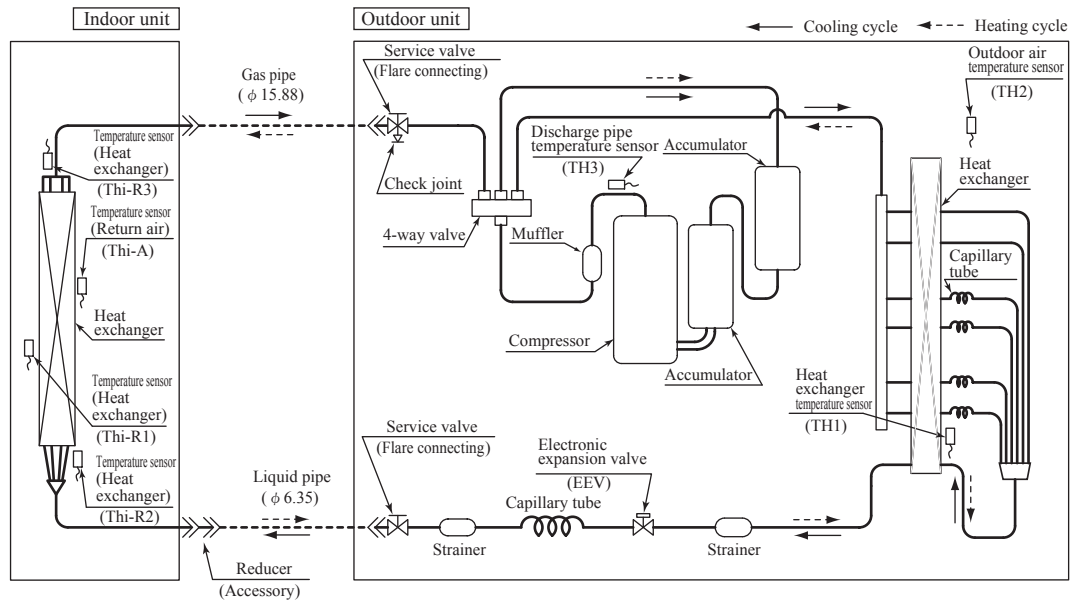 Indoor unit
Outdoor unit
Cooling cycle
Heating cycle
Service valve
(Flare connecting)
Outdoor air
temperature sensor
(TH2)
Gas pipe
( ϕ 15.88)
Temperature sensor
(Heat
exchanger)
(Thi-R3)
Discharge pipe
temperature sensor
(TH3)
Accumulator
Heat
exchanger
Check joint
Temperature sensor
(Return air)
(Thi-A)
4-way valve
Muffler
Capillary
tube
Heat
exchanger
Compressor
Accumulator
Temperature sensor
(Heat
exchanger)
(Thi-R1)
Heat
exchanger
temperature sensor
(TH1)
Service valve
(Flare connecting)
Electronic
expansion valve
(EEV)
Temperature sensor
(Heat
exchanger)
(Thi-R2)
Liquid pipe
( ϕ 6.35)
Capillary tube
Strainer
Strainer
Reducer
(Accessory)